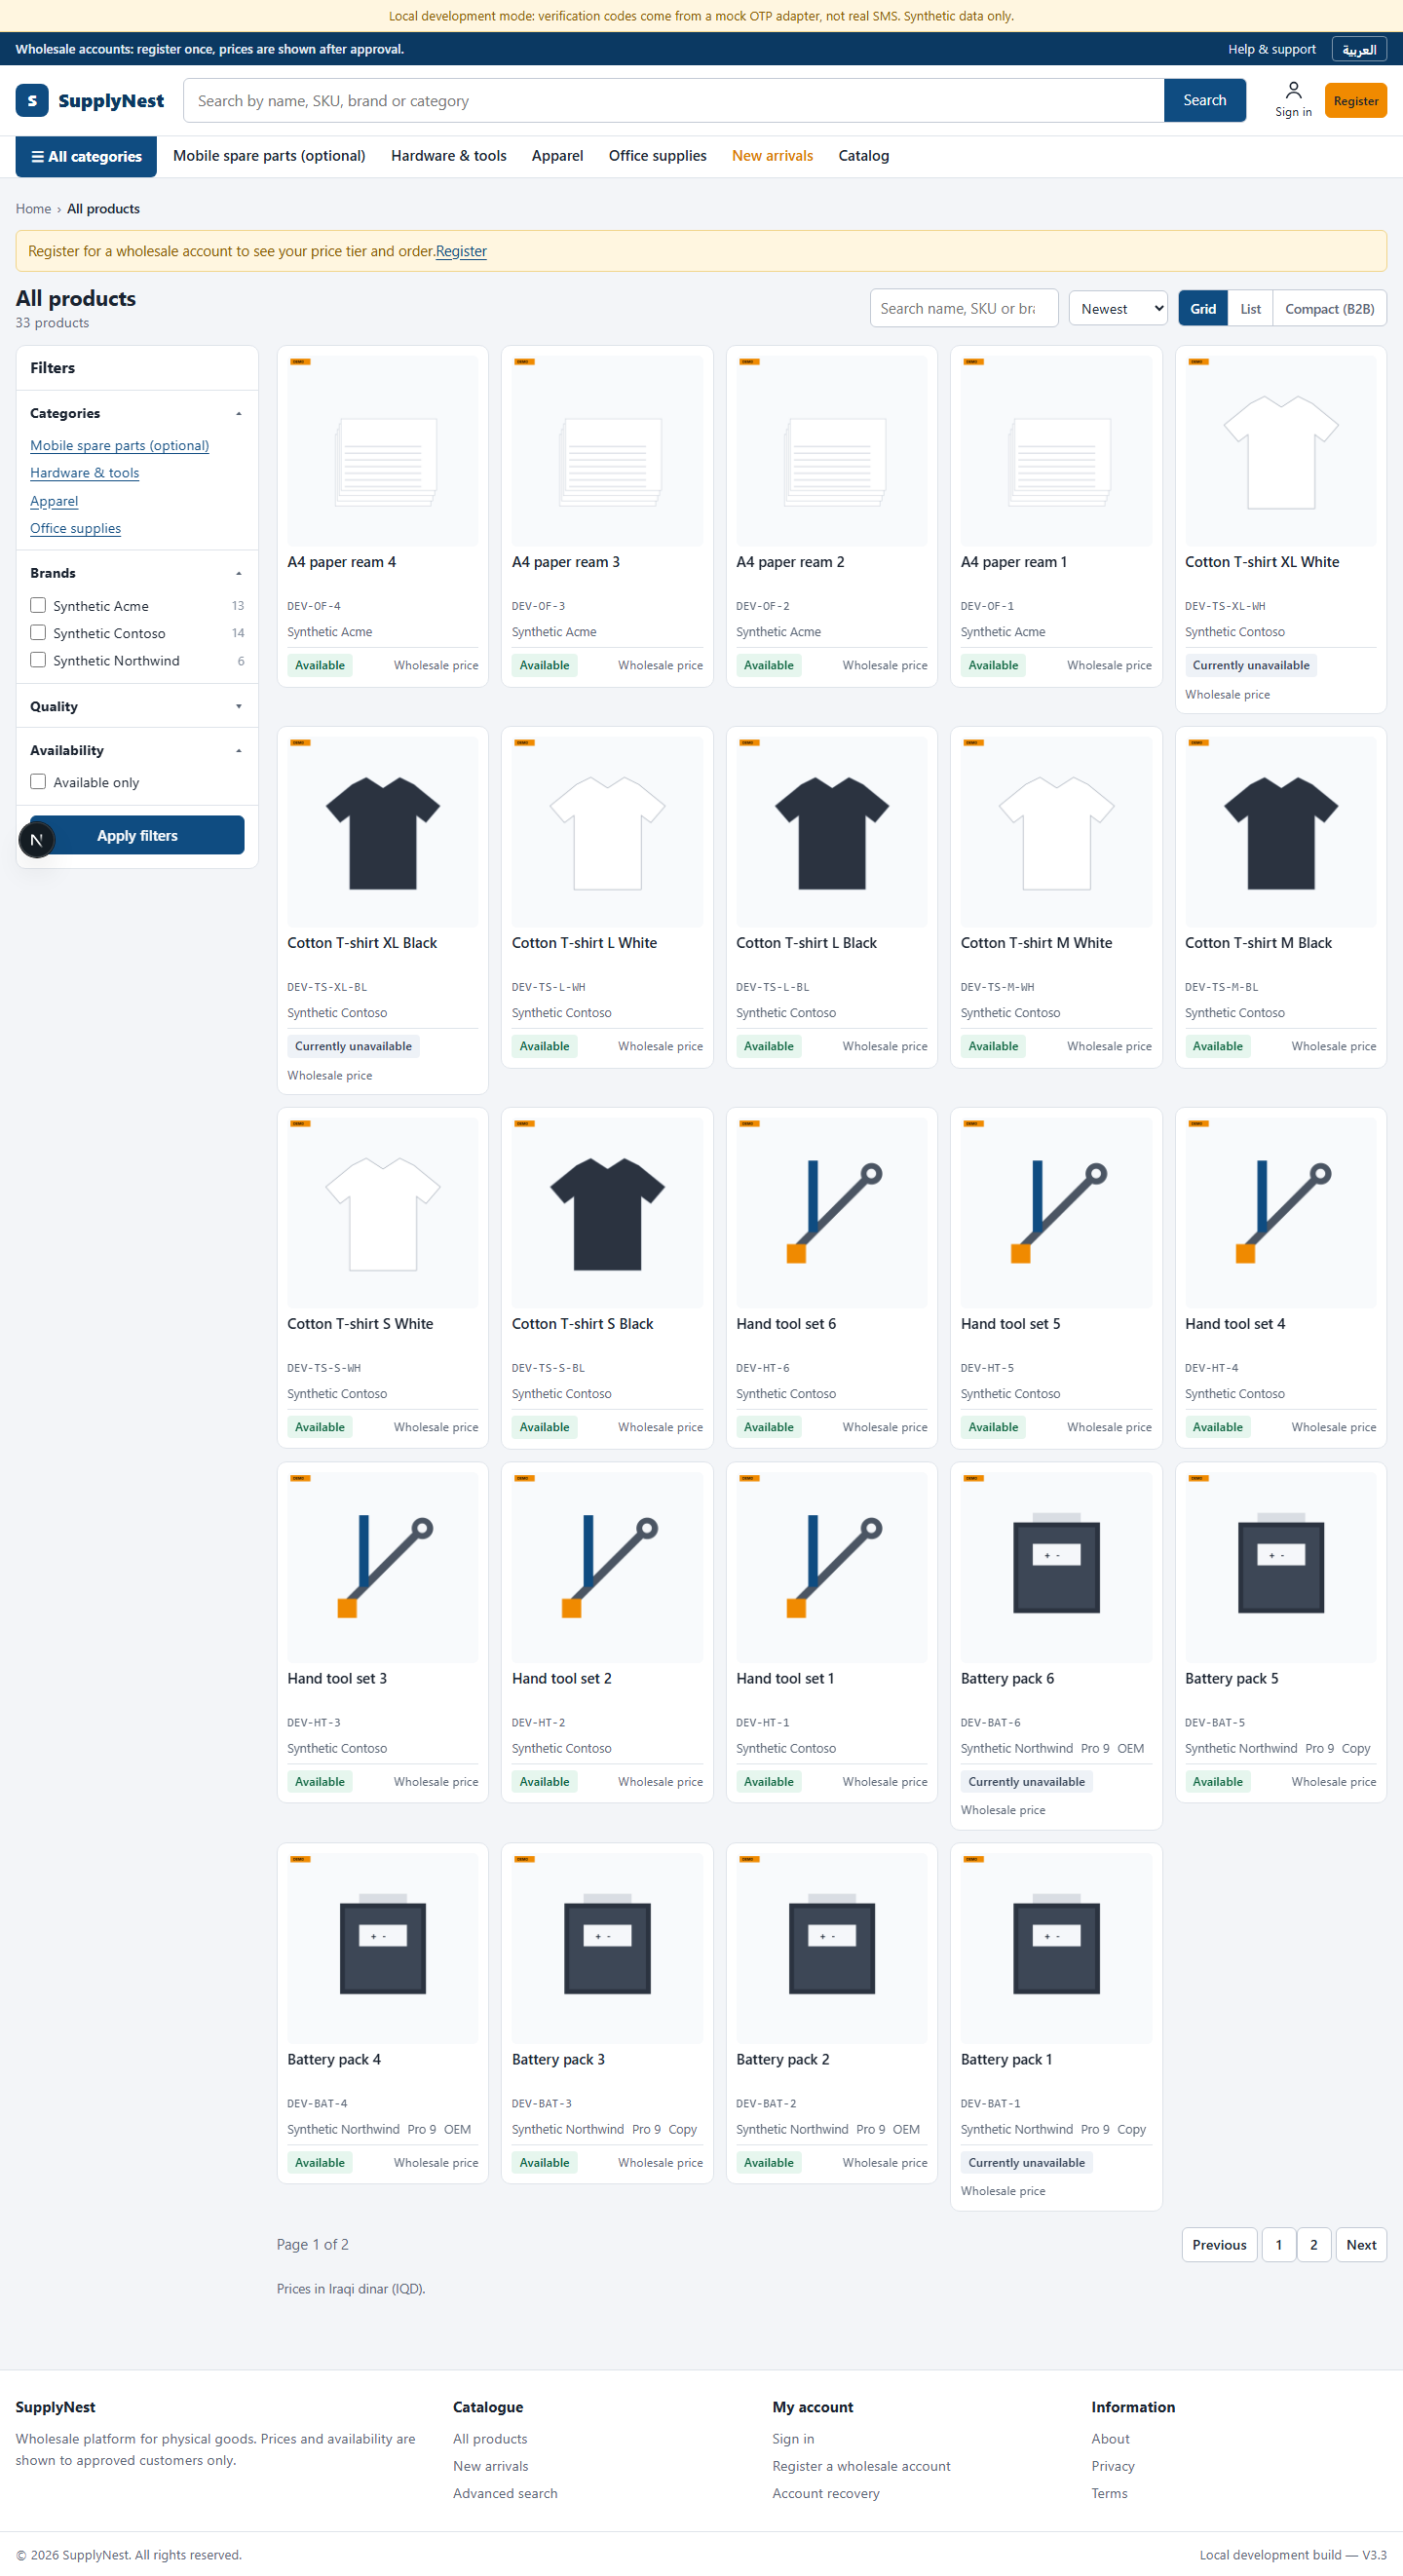 Local development mode: verification codes come from a mock OTP adapter, not real SMS. Synthetic data only.
Wholesale accounts: register once, prices are shown after approval.
Help & support
العربية
S SupplyNest
Search by name, SKU, brand or category
Search
Sign in
Register
☰ All categories
Mobile spare parts (optional)
Hardware & tools
Apparel
Office supplies
New arrivals
Catalog
Home › All products
Register for a wholesale account to see your price tier and order.Register
All products
33 products
Search name, SKU or bra
Newest
Grid
List
Compact (B2B)
Filters
Categories
Mobile spare parts (optional)
Hardware & tools
Apparel
Office supplies
Brands
Synthetic Acme 13
Synthetic Contoso 14
Synthetic Northwind 6
Quality
Availability
Available only
Apply filters
N
DEMO
A4 paper ream 4
DEV-OF-4
Synthetic Acme
Available Wholesale price
DEMO
A4 paper ream 3
DEV-OF-3
Synthetic Acme
Available Wholesale price
DEMO
A4 paper ream 2
DEV-OF-2
Synthetic Acme
Available Wholesale price
DEMO
A4 paper ream 1
DEV-OF-1
Synthetic Acme
Available Wholesale price
DEMO
Cotton T-shirt XL White
DEV-TS-XL-WH
Synthetic Contoso
Currently unavailable
Wholesale price
DEMO
Cotton T-shirt XL Black
DEV-TS-XL-BL
Synthetic Contoso
Currently unavailable
Wholesale price
DEMO
Cotton T-shirt L White
DEV-TS-L-WH
Synthetic Contoso
Available Wholesale price
DEMO
Cotton T-shirt L Black
DEV-TS-L-BL
Synthetic Contoso
Available Wholesale price
DEMO
Cotton T-shirt M White
DEV-TS-M-WH
Synthetic Contoso
Available Wholesale price
DEMO
Cotton T-shirt M Black
DEV-TS-M-BL
Synthetic Contoso
Available Wholesale price
DEMO
Cotton T-shirt S White
DEV-TS-S-WH
Synthetic Contoso
Available Wholesale price
DEMO
Cotton T-shirt S Black
DEV-TS-S-BL
Synthetic Contoso
Available Wholesale price
DEMO
Hand tool set 6
DEV-HT-6
Synthetic Contoso
Available Wholesale price
DEMO
Hand tool set 5
DEV-HT-5
Synthetic Contoso
Available Wholesale price
DEMO
Hand tool set 4
DEV-HT-4
Synthetic Contoso
Available Wholesale price
DEMO
Hand tool set 3
DEV-HT-3
Synthetic Contoso
Available Wholesale price
DEMO
Hand tool set 2
DEV-HT-2
Synthetic Contoso
Available Wholesale price
DEMO
Hand tool set 1
DEV-HT-1
Synthetic Contoso
Available Wholesale price
DEMO
+ -
Battery pack 6
DEV-BAT-6
Synthetic Northwind Pro 9 OEM
Currently unavailable
Wholesale price
DEMO
+ -
Battery pack 5
DEV-BAT-5
Synthetic Northwind Pro 9 Copy
Available Wholesale price
DEMO
+ -
Battery pack 4
DEV-BAT-4
Synthetic Northwind Pro 9 OEM
Available Wholesale price
DEMO
+ -
Battery pack 3
DEV-BAT-3
Synthetic Northwind Pro 9 Copy
Available Wholesale price
DEMO
+ -
Battery pack 2
DEV-BAT-2
Synthetic Northwind Pro 9 OEM
Available Wholesale price
DEMO
+ -
Battery pack 1
DEV-BAT-1
Synthetic Northwind Pro 9 Copy
Currently unavailable
Wholesale price
Page 1 of 2
Previous 1 2 Next
Prices in Iraqi dinar (IQD).
SupplyNest
Wholesale platform for physical goods. Prices and availability are
shown to approved customers only.
Catalogue
All products
New arrivals
Advanced search
My account
Sign in
Register a wholesale account
Account recovery
Information
About
Privacy
Terms
© 2026 SupplyNest. All rights reserved.
Local development build — V3.3